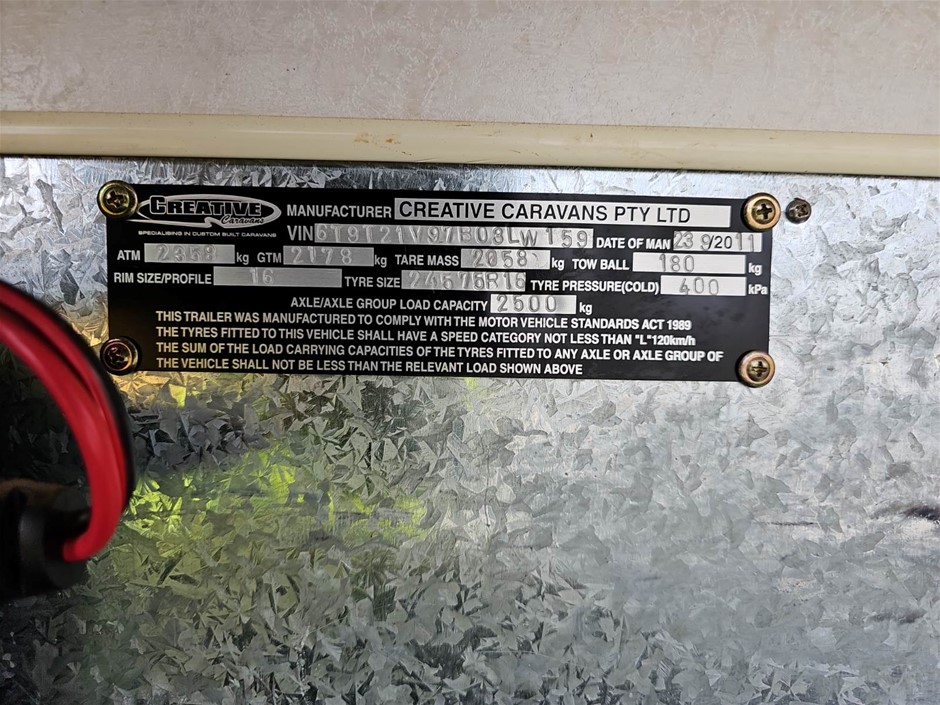 CREATIVE
Caravans
SPECIALISING IN CUSTOM BUILT CARAVANS
MANUFACTURER CREATIVE CARAVANS PTY LTD
VIN 6T9T21V97B03LW159 DATE OF MAN 23 9/2011
ATM kg GTM 2178 kg TARE MASS 2058 kg TOW BALL 180 kg
RIM SIZE/PROFILE 16 TYRE SIZE 24575R16 TYRE PRESSURE(COLD) 400 kPa
AXLE/AXLE GROUP LOAD CAPACITY 2500 kg
THIS TRAILER WAS MANUFACTURED TO COMPLY WITH THE MOTOR VEHICLE STANDARDS ACT 1989
THE TYRES FITTED TO THIS VEHICLE SHALL HAVE A SPEED CATEGORY NOT LESS THAN "L"120km/h
THE SUM OF THE LOAD CARRYING CAPACITIES OF THE TYRES FITTED TO ANY AXLE OR AXLE GROUP OF
THE VEHICLE SHALL NOT BE LESS THAN THE RELEVANT LOAD SHOWN ABOVE